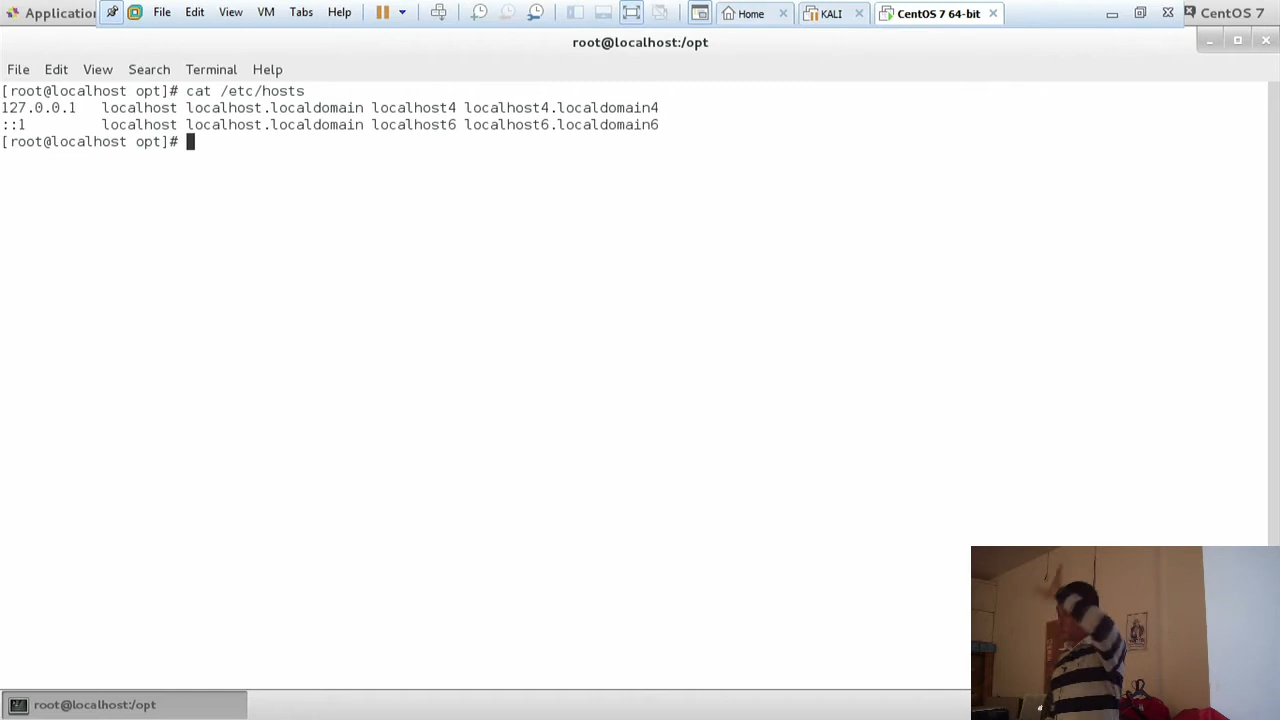 Application
File Edit View VM Tabs Help
Home
KALI
CentOS 7 64-bit
CentOS 7
root@localhost:/opt
File Edit View Search Terminal Help
[root@localhost opt]# cat /etc/hosts
127.0.0.1   localhost localhost.localdomain localhost4 localhost4.localdomain4
::1         localhost localhost.localdomain localhost6 localhost6.localdomain6
[root@localhost opt]#
root@localhost:/opt